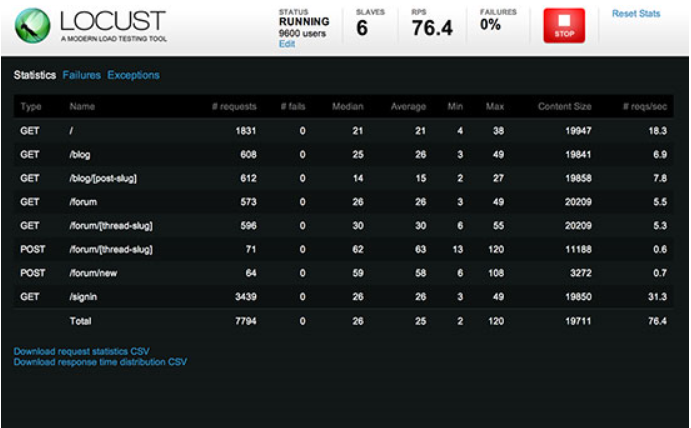 LOCUST
A MODERN LOAD TESTING TOOL
STATUS
RUNNING
9600 users
Edit
SLAVES
6
RPS
76.4
FAILURES
0%
STOP
Reset Stats
Statistics Failures Exceptions
Type Name # requests # fails Median Average Min Max Content Size # reqs/sec
GET / 1831 0 21 21 4 38 19947 18.3
GET /blog 608 0 25 26 3 49 19841 6.9
GET /blog/[post-slug] 612 0 14 15 2 27 19858 7.8
GET /forum 573 0 26 26 3 49 20209 5.5
GET /forum/[thread-slug] 596 0 30 30 6 55 20209 5.3
POST /forum/[thread-slug] 71 0 62 63 13 120 11188 0.6
POST /forum/new 64 0 59 58 6 108 3272 0.7
GET /signin 3439 0 26 26 3 49 19850 31.3
Total 7794 0 26 25 2 120 19711 76.4
Download request statistics CSV
Download response time distribution CSV